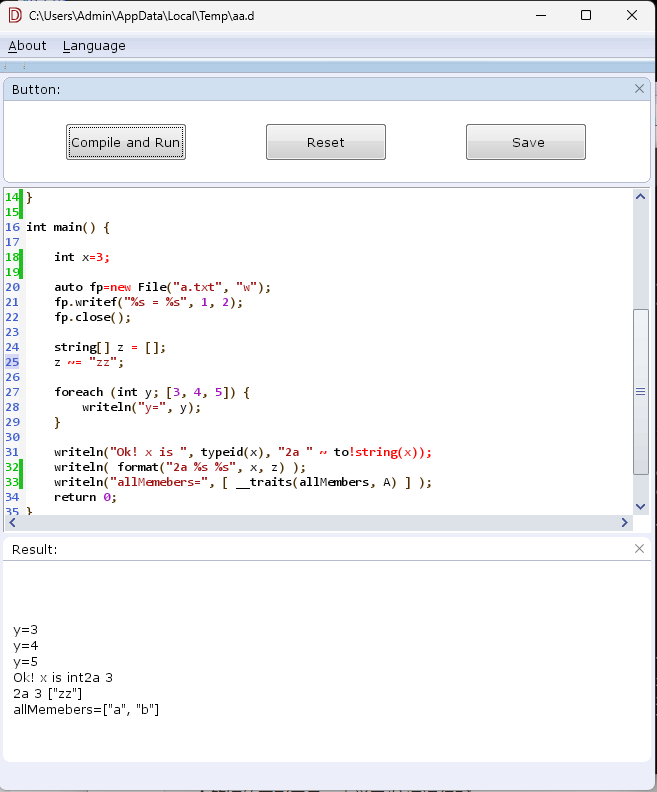 C:\Users\Admin\AppData\Local\Temp\aa.d
About Language
Button:
Compile and Run Reset Save
14 }
15
16 int main() {
17
18 int x=3;
19
20 auto fp=new File("a.txt", "w");
21 fp.writef("%s = %s", 1, 2);
22 fp.close();
23
24 string[] z = [];
25 z ~= "zz";
26
27 foreach (int y; [3, 4, 5]) {
28 writeln("y=", y);
29 }
30
31 writeln("Ok! x is ", typeid(x), "2a " ~ to!string(x));
32 writeln( format("2a %s %s", x, z) );
33 writeln("allMemebers=", [ __traits(allMembers, A) ] );
34 return 0;
35 }
Result:
y=3
y=4
y=5
Ok! x is int2a 3
2a 3 ["zz"]
allMemebers=["a", "b"]